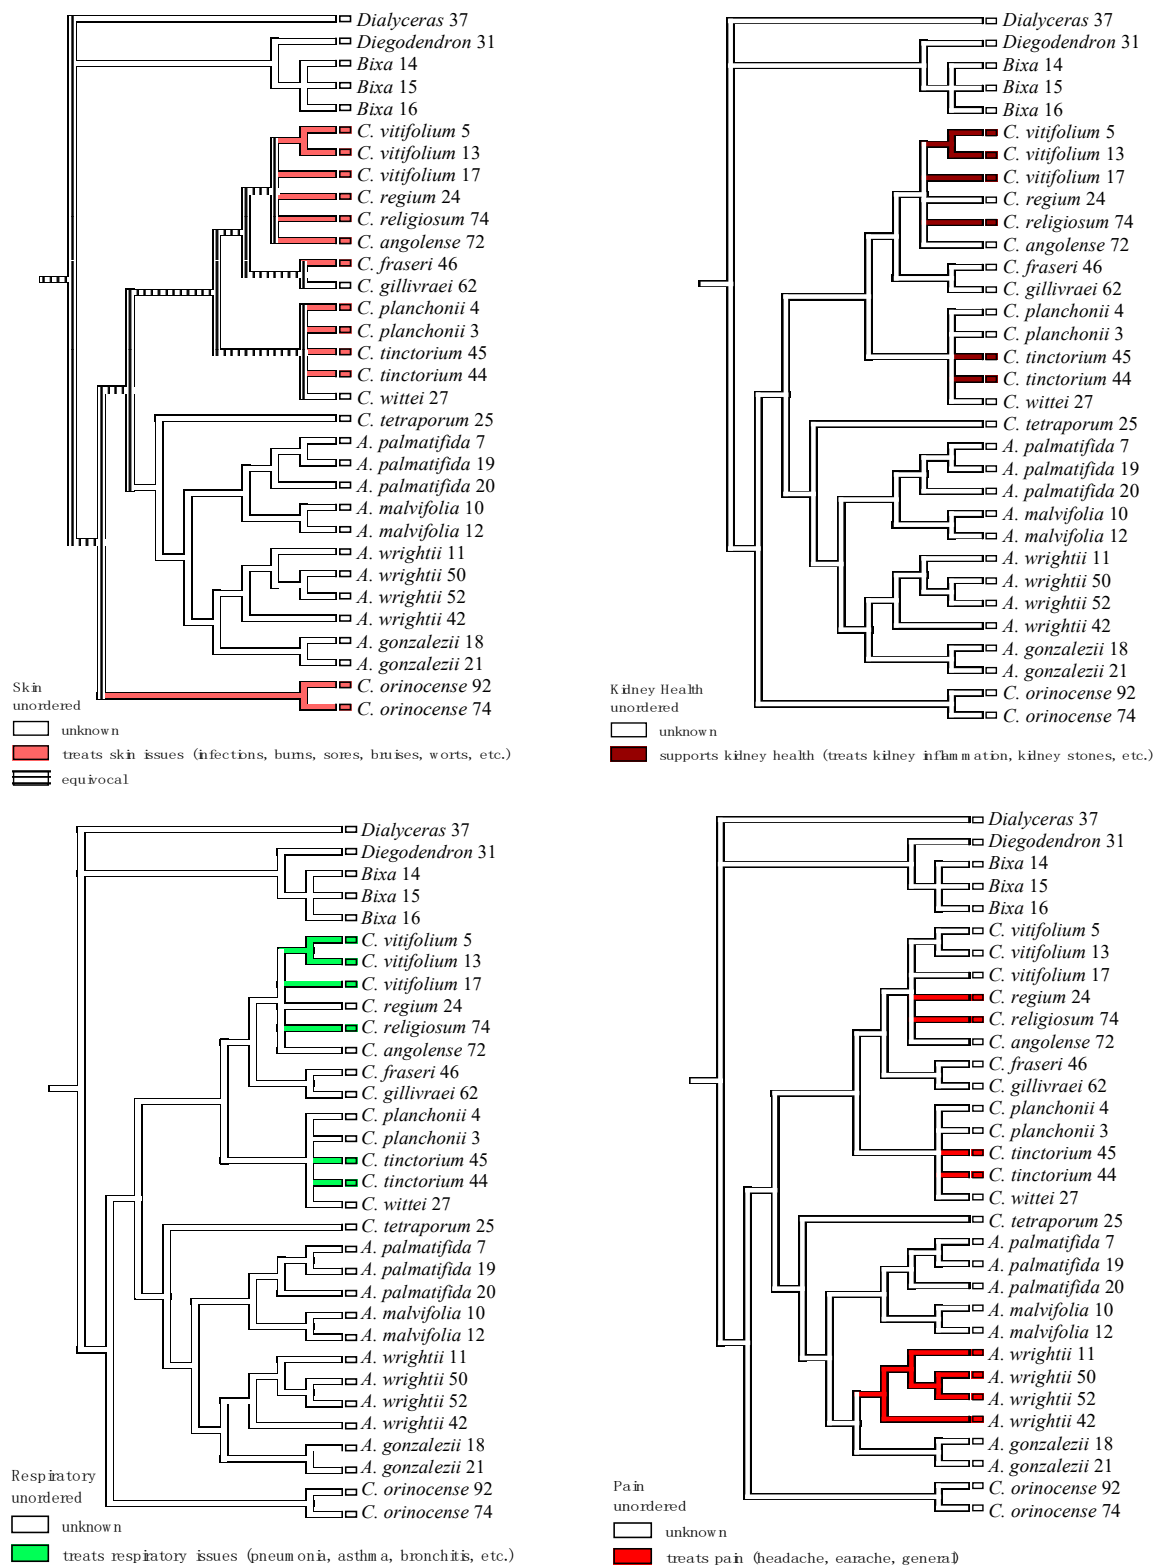 Dialyceras 37
Diegodendron 31
Bixa 14
Bixa 15
Bixa 16
C. vitifolium 5
C. vitifolium 13
C. vitifolium 17
C. regium 24
C. religiosum 74
C. angolense 72
C. fraseri 46
C. gillivraei 62
C. planchonii 4
C. planchonii 3
C. tinctorium 45
C. tinctorium 44
C. wittei 27
C. tetraporum 25
A. palmatifida 7
A. palmatifida 19
A. palmatifida 20
A. malvifolia 10
A. malvifolia 12
A. wrightii 11
A. wrightii 50
A. wrightii 52
A. wrightii 42
A. gonzalezii 18
A. gonzalezii 21
C. orinocense 92
C. orinocense 74
Skin
unordered
unknown
treats skin issues (infections, burns, sores, bruises, worts, etc.)
equivocal
Dialyceras 37
Diegodendron 31
Bixa 14
Bixa 15
Bixa 16
C. vitifolium 5
C. vitifolium 13
C. vitifolium 17
C. regium 24
C. religiosum 74
C. angolense 72
C. fraseri 46
C. gillivraei 62
C. planchonii 4
C. planchonii 3
C. tinctorium 45
C. tinctorium 44
C. wittei 27
C. tetraporum 25
A. palmatifida 7
A. palmatifida 19
A. palmatifida 20
A. malvifolia 10
A. malvifolia 12
A. wrightii 11
A. wrightii 50
A. wrightii 52
A. wrightii 42
A. gonzalezii 18
A. gonzalezii 21
C. orinocense 92
C. orinocense 74
Kidney Health
unordered
unknown
supports kidney health (treats kidney inflammation, kidney stones, etc.)
Dialyceras 37
Diegodendron 31
Bixa 14
Bixa 15
Bixa 16
C. vitifolium 5
C. vitifolium 13
C. vitifolium 17
C. regium 24
C. religiosum 74
C. angolense 72
C. fraseri 46
C. gillivraei 62
C. planchonii 4
C. planchonii 3
C. tinctorium 45
C. tinctorium 44
C. wittei 27
C. tetraporum 25
A. palmatifida 7
A. palmatifida 19
A. palmatifida 20
A. malvifolia 10
A. malvifolia 12
A. wrightii 11
A. wrightii 50
A. wrightii 52
A. wrightii 42
A. gonzalezii 18
A. gonzalezii 21
C. orinocense 92
C. orinocense 74
Respiratory
unordered
unknown
treats respiratory issues (pneumonia, asthma, bronchitis, etc.)
Dialyceras 37
Diegodendron 31
Bixa 14
Bixa 15
Bixa 16
C. vitifolium 5
C. vitifolium 13
C. vitifolium 17
C. regium 24
C. religiosum 74
C. angolense 72
C. fraseri 46
C. gillivraei 62
C. planchonii 4
C. planchonii 3
C. tinctorium 45
C. tinctorium 44
C. wittei 27
C. tetraporum 25
A. palmatifida 7
A. palmatifida 19
A. palmatifida 20
A. malvifolia 10
A. malvifolia 12
A. wrightii 11
A. wrightii 50
A. wrightii 52
A. wrightii 42
A. gonzalezii 18
A. gonzalezii 21
C. orinocense 92
C. orinocense 74
Pain
unordered
unknown
treats pain (headache, earache, general)